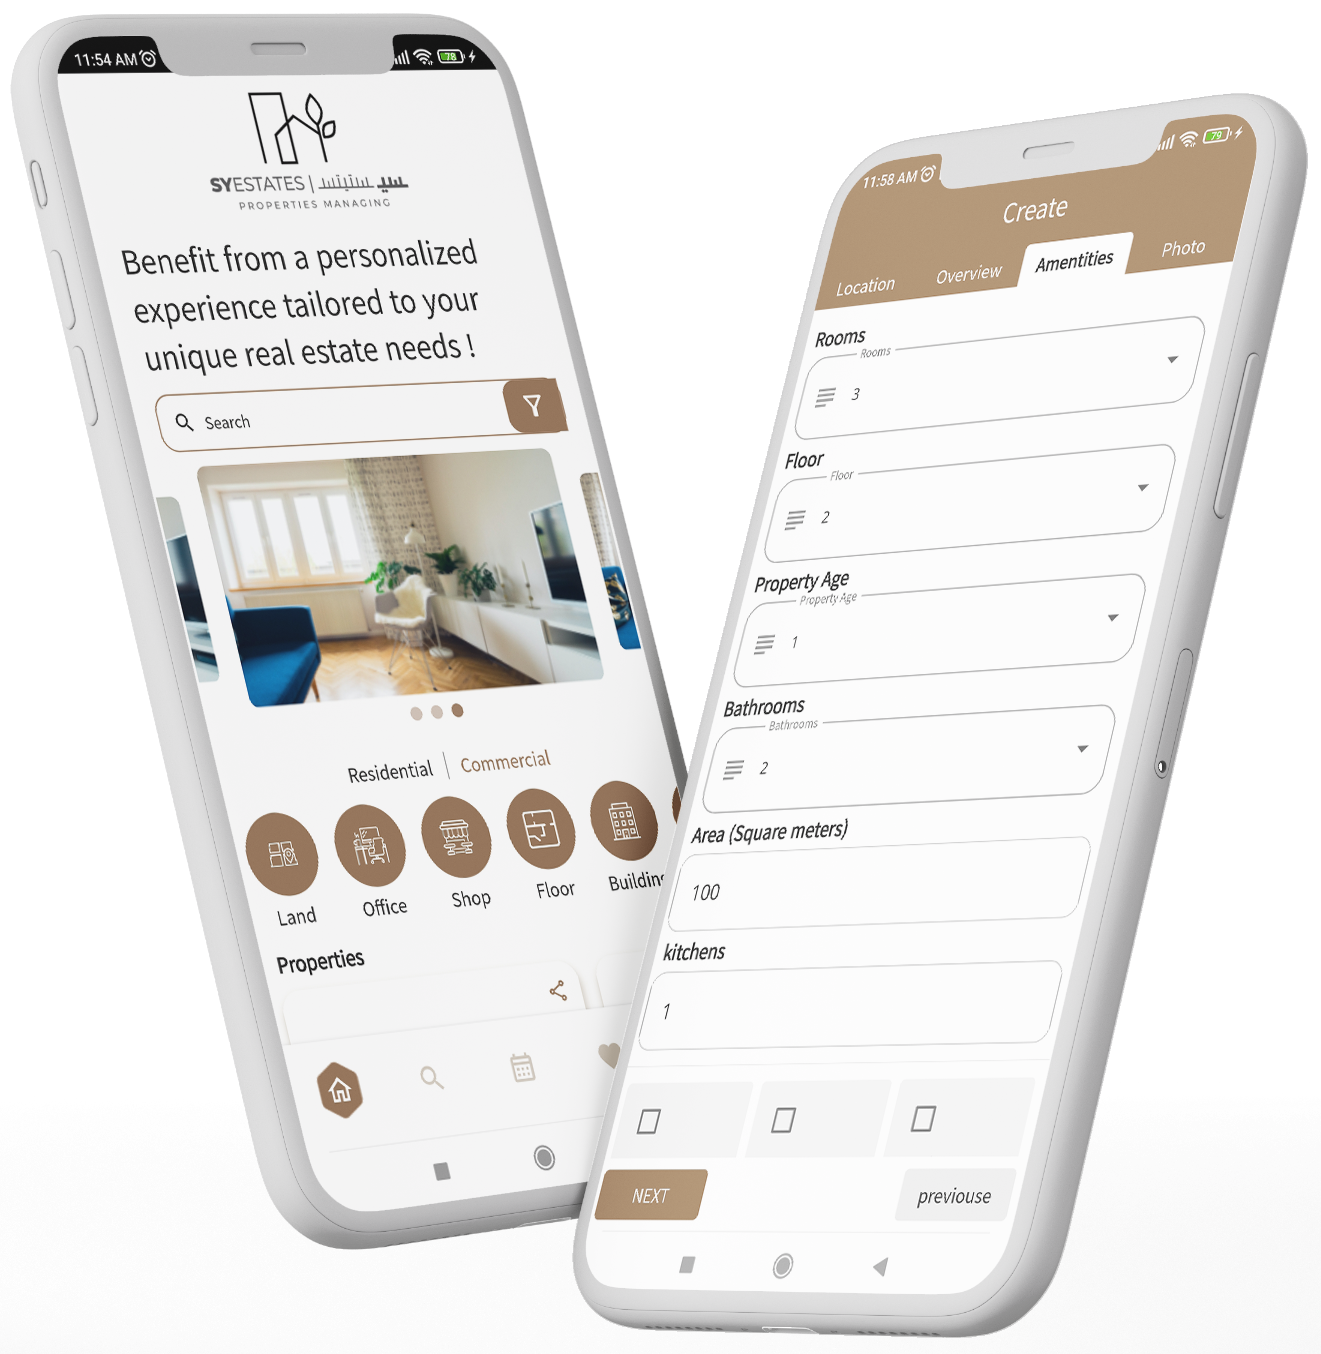 11:54 AM
78
SYESTATES | سيـ ستيتس
PROPERTIES MANAGING
Benefit from a personalized
experience tailored to your
unique real estate needs !
Search
Residential | Commercial
Land
Office
Shop
Floor
Building
Properties
11:58 AM
79
Create
Location
Overview
Amentities
Photo
Rooms
Rooms
3
Floor
Floor
2
Property Age
Property Age
1
Bathrooms
Bathrooms
2
Area (Square meters)
100
kitchens
1
NEXT
previouse